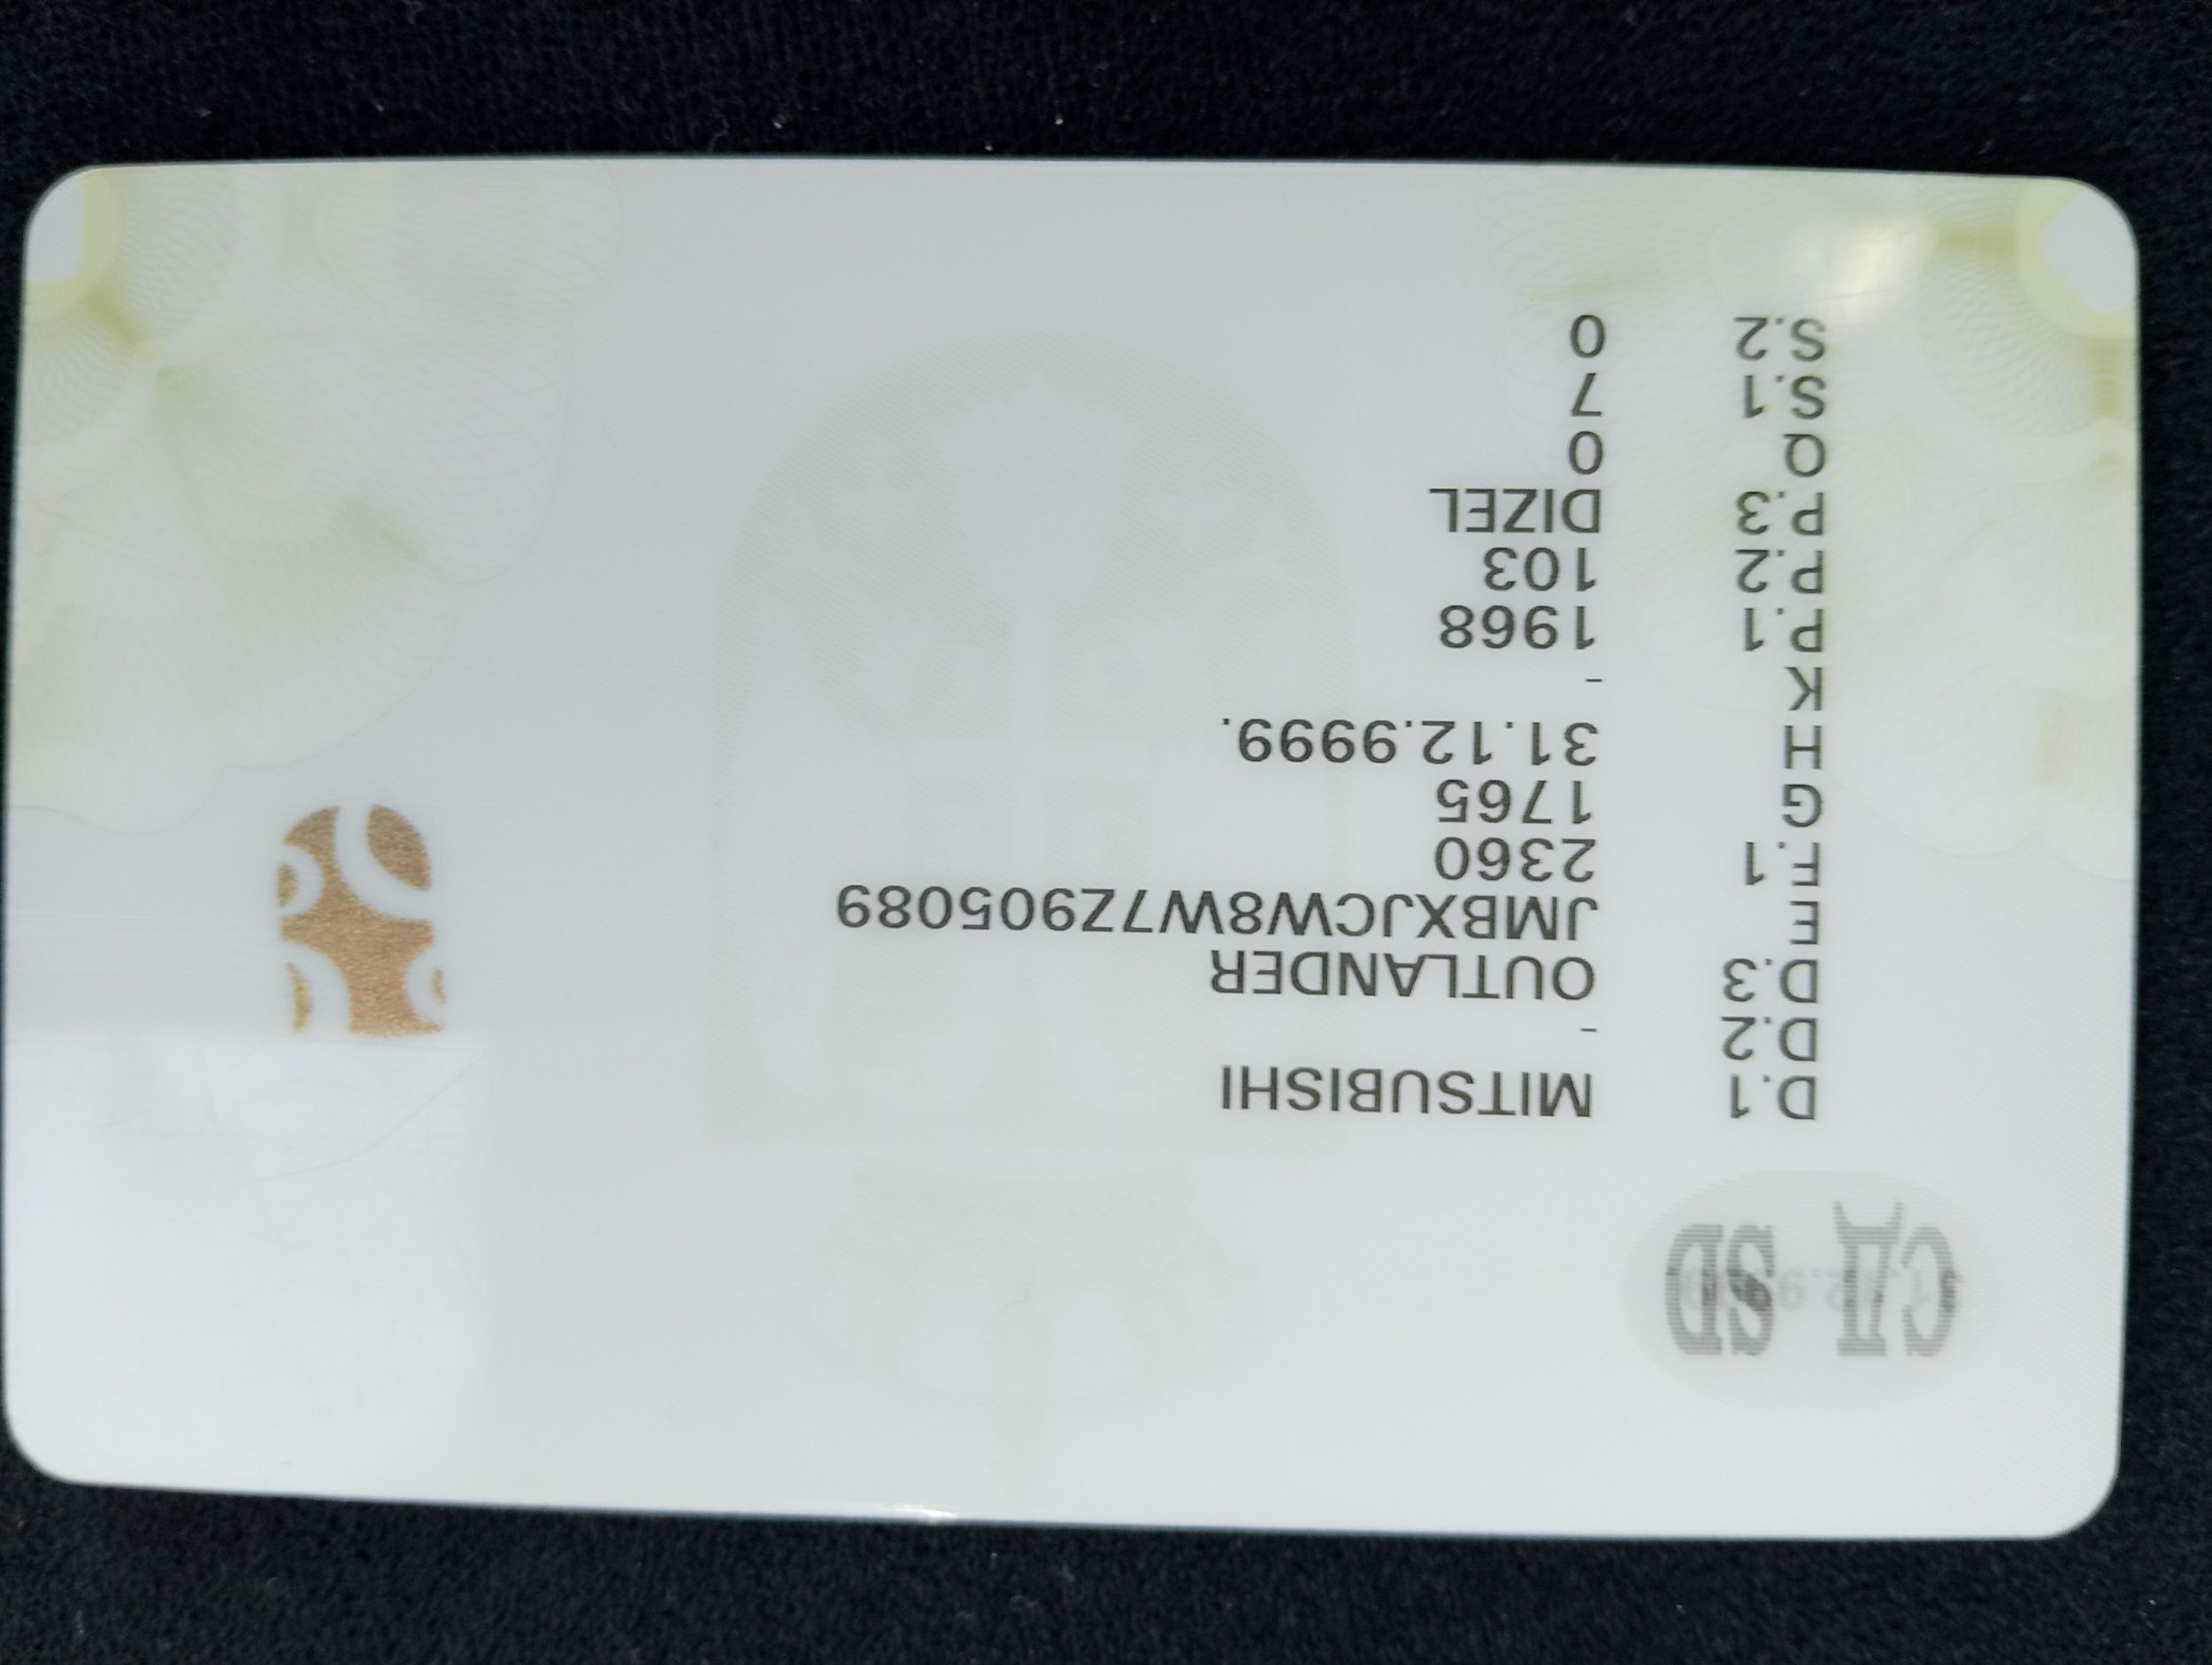 СД SD
D.1 MITSUBISHI
D.2 -
D.3 OUTLANDER
E JMBXJCW8W7Z905089
F.1 2360
G 1765
H 31.12.9999.
K -
P.1 1968
P.2 103
P.3 DIZEL
Q 0
S.1 7
S.2 0